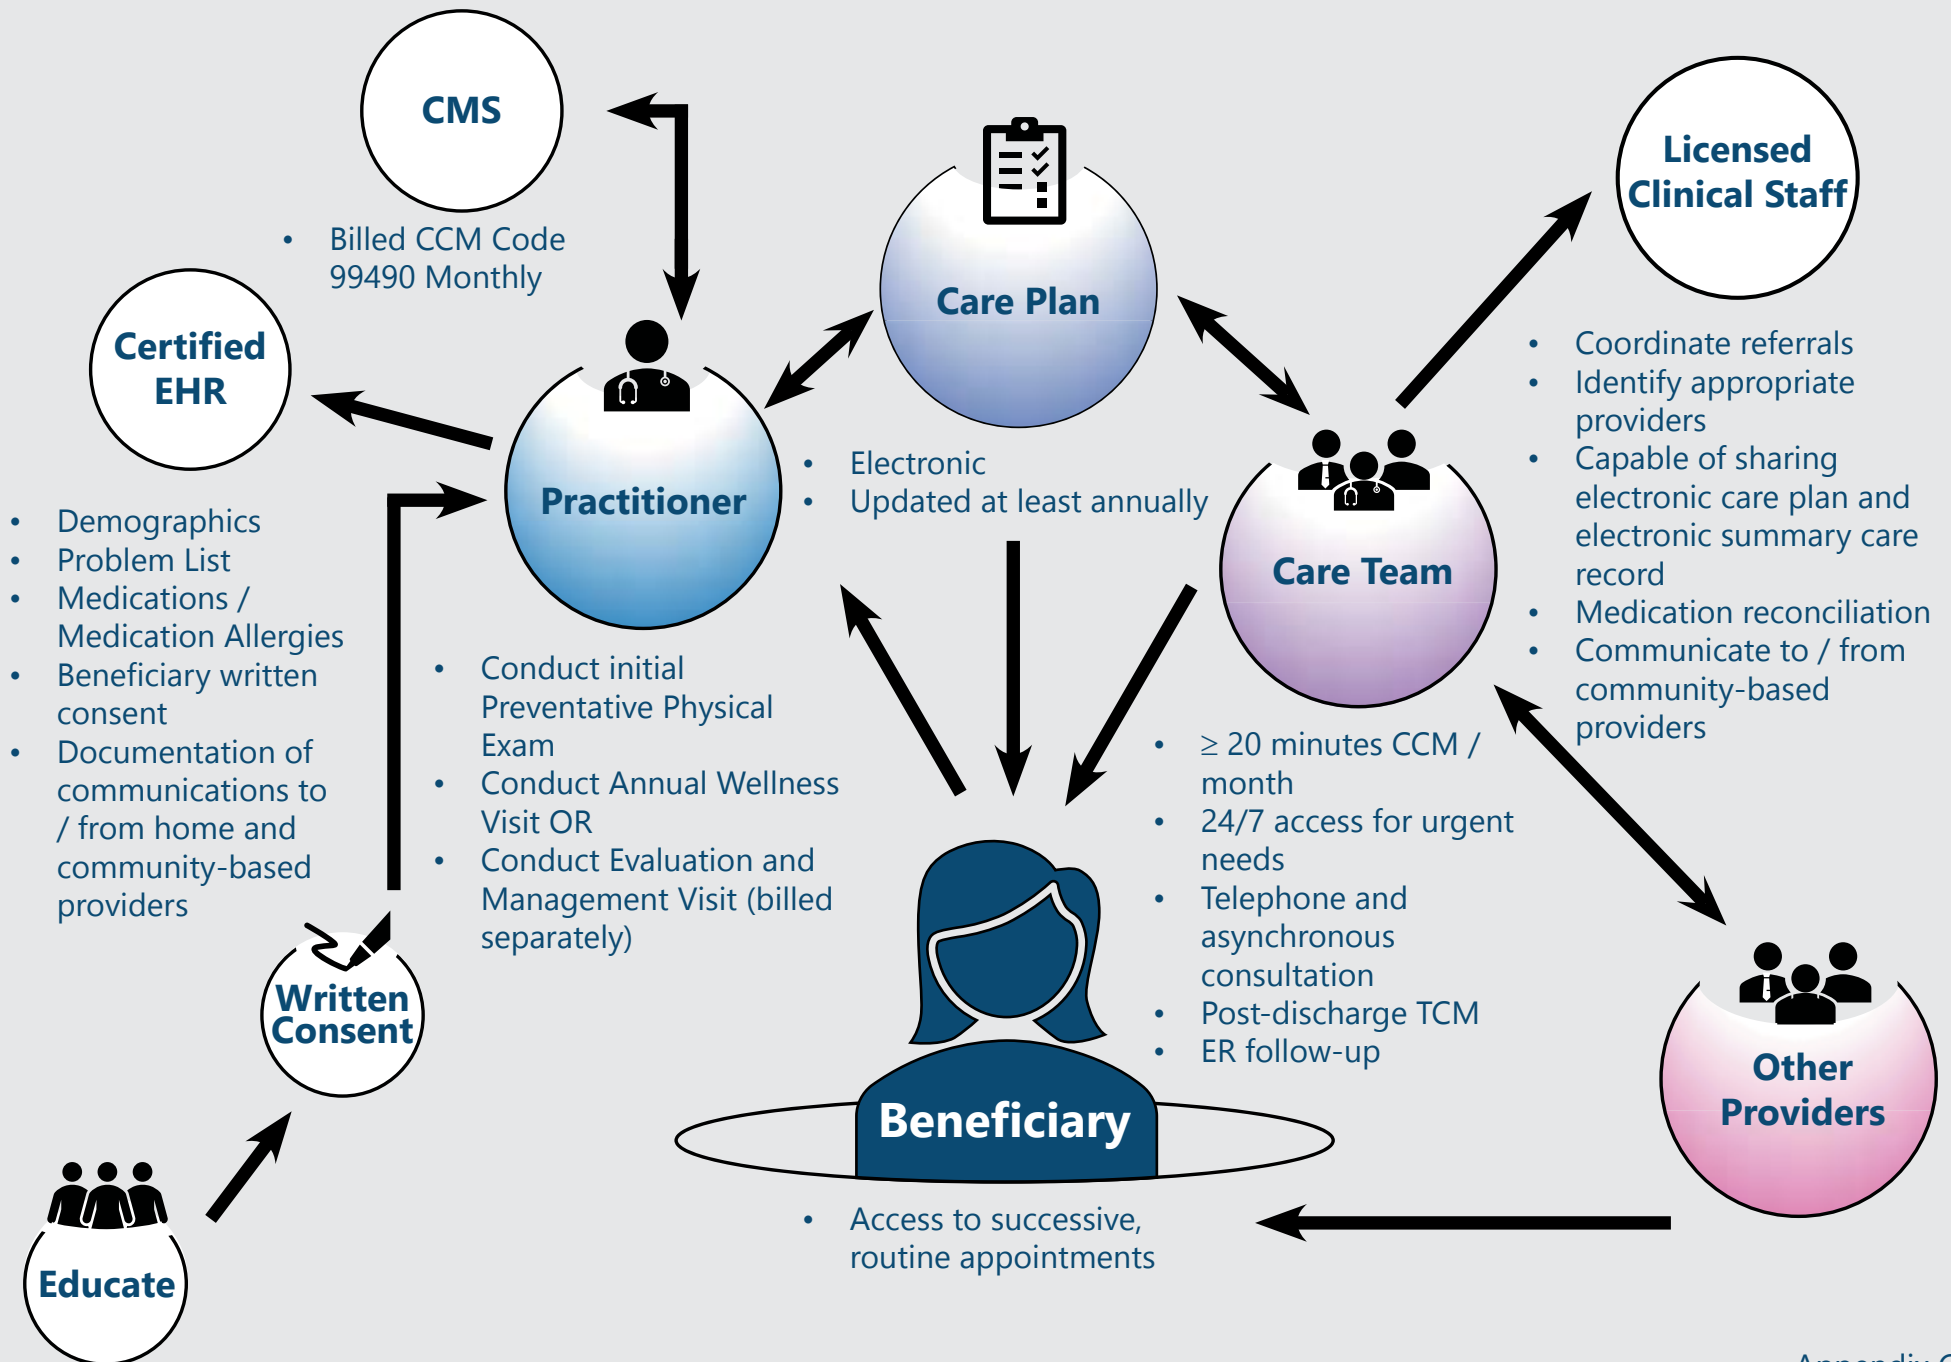 CMS
• Billed CCM Code
99490 Monthly
Certified
EHR
• Demographics
• Problem List
• Medications /
Medication Allergies
• Beneficiary written
consent
• Documentation of
communications to
/ from home and
community-based
providers
Practitioner
• Conduct initial
Preventative Physical
Exam
• Conduct Annual Wellness
Visit OR
• Conduct Evaluation and
Management Visit (billed
separately)
Care Plan
• Electronic
• Updated at least annually
Care Team
• ≥ 20 minutes CCM /
month
• 24/7 access for urgent
needs
• Telephone and
asynchronous
consultation
• Post-discharge TCM
• ER follow-up
Licensed
Clinical Staff
• Coordinate referrals
• Identify appropriate
providers
• Capable of sharing
electronic care plan and
electronic summary care
record
• Medication reconciliation
• Communicate to / from
community-based
providers
Written
Consent
Educate
Beneficiary
• Access to successive,
routine appointments
Other
Providers
Appendix